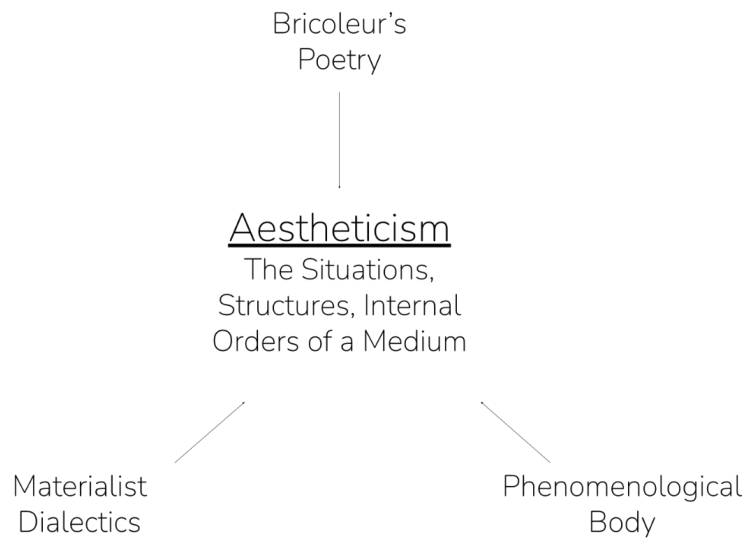 Bricoleur's
Poetry
Aestheticism
The Situations,
Structures, Internal
Orders of a Medium
Materialist
Dialectics
Phenomenological
Body